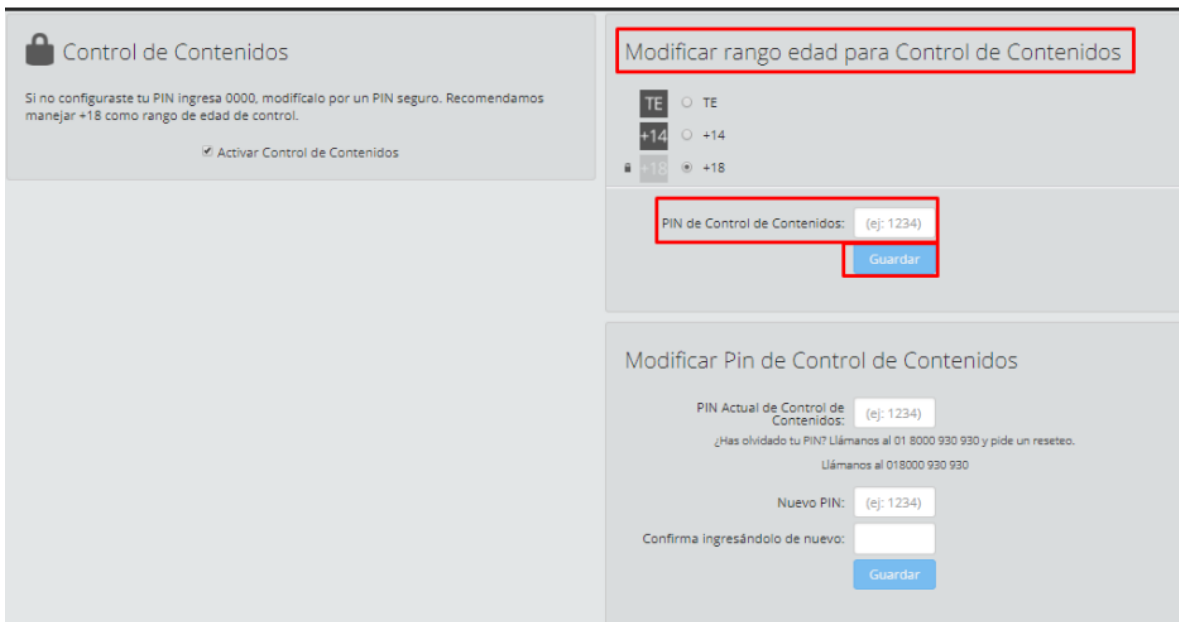 Control de Contenidos
Si no configuraste tu PIN ingresa 0000, modifícalo por un PIN seguro. Recomendamos
manejar +18 como rango de edad de control.
Activar Control de Contenidos
Modificar rango edad para Control de Contenidos
TE TE
+14 +14
+18 +18
PIN de Control de Contenidos: (ej: 1234)
Guardar
Modificar Pin de Control de Contenidos
PIN Actual de Control de
Contenidos: (ej: 1234)
¿Has olvidado tu PIN? Llámanos al 01 8000 930 930 y pide un reseteo.
Llámanos al 018000 930 930
Nuevo PIN: (ej: 1234)
Confirma ingresándolo de nuevo:
Guardar